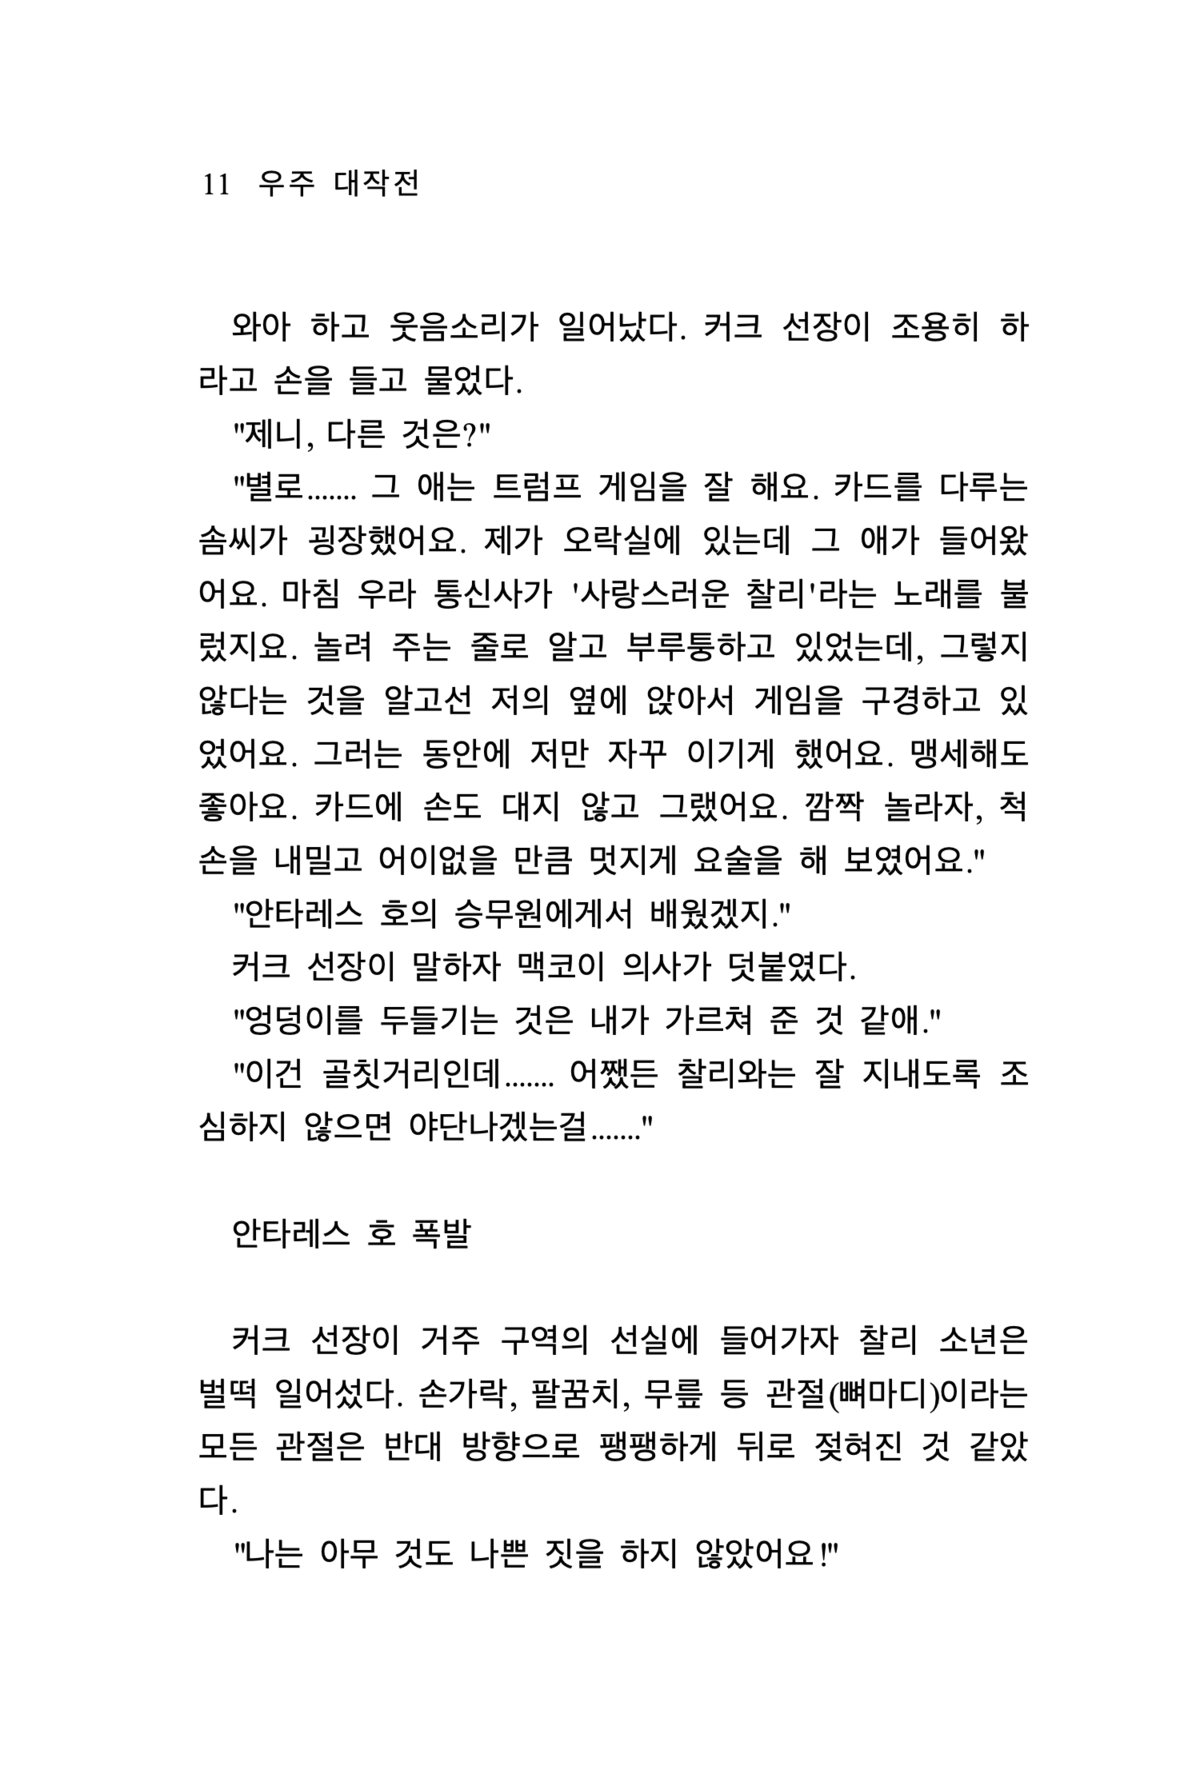 11 우주 대작전
와아 하고 웃음소리가 일어났다. 커크 선장이 조용히 하
라고 손을 들고 물었다.
"제니, 다른 것은?"
"별로....... 그 애는 트럼프 게임을 잘 해요. 카드를 다루는
솜씨가 굉장했어요. 제가 오락실에 있는데 그 애가 들어왔
어요. 마침 우라 통신사가 '사랑스러운 찰리'라는 노래를 불
렀지요. 놀려 주는 줄로 알고 부루퉁하고 있었는데, 그렇지
않다는 것을 알고선 저의 옆에 앉아서 게임을 구경하고 있
었어요. 그러는 동안에 저만 자꾸 이기게 했어요. 맹세해도
좋아요. 카드에 손도 대지 않고 그랬어요. 깜짝 놀라자, 척
손을 내밀고 어이없을 만큼 멋지게 요술을 해 보였어요."
"안타레스 호의 승무원에게서 배웠겠지."
커크 선장이 말하자 맥코이 의사가 덧붙였다.
"엉덩이를 두들기는 것은 내가 가르쳐 준 것 같애."
"이건 골칫거리인데....... 어쨌든 찰리와는 잘 지내도록 조
심하지 않으면 야단나겠는걸......."
안타레스 호 폭발
커크 선장이 거주 구역의 선실에 들어가자 찰리 소년은
벌떡 일어섰다. 손가락, 팔꿈치, 무릎 등 관절(뼈마디)이라는
모든 관절은 반대 방향으로 팽팽하게 뒤로 젖혀진 것 같았
다.
"나는 아무 것도 나쁜 짓을 하지 않았어요!"